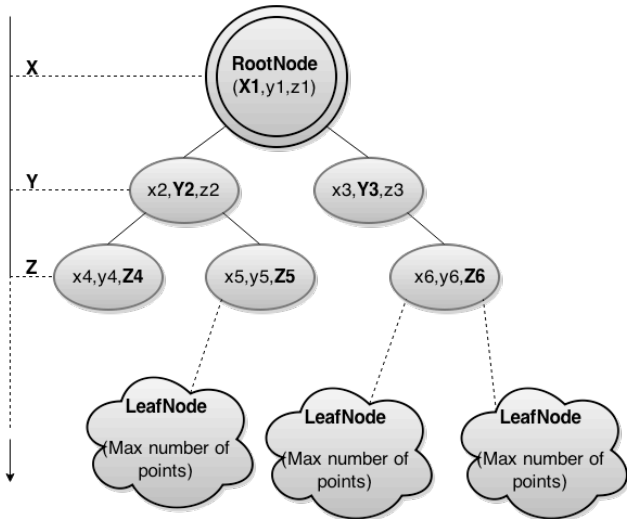 X
RootNode
(X1,y1,z1)
Y
x2,Y2,z2
x3,Y3,z3
Z
x4,y4,Z4
x5,y5,Z5
x6,y6,Z6
LeafNode
(Max number of
points)
LeafNode
(Max number of
points)
LeafNode
(Max number of
points)